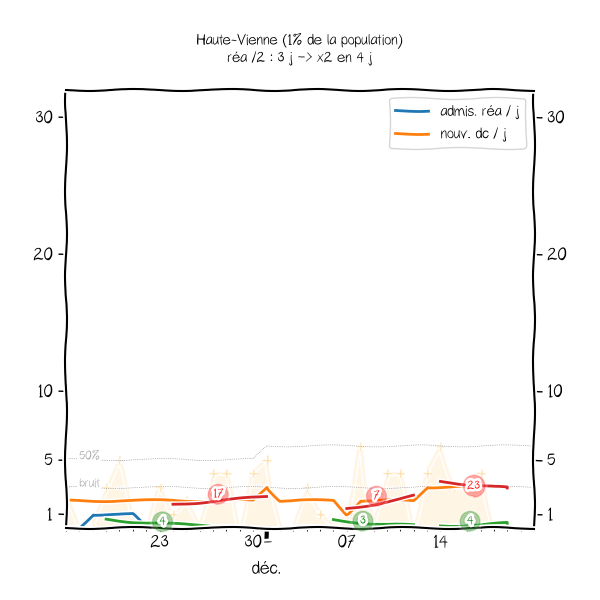 Haute-Vienne (1% de la population)
réa /2 : 3 j -> x2 en 4 j
admis. réa / j
nouv. dc / j
30 30
20 20
10 10
5 50% 5
bruit
17 7 23
1 4 3 4 1
23 30 07 14
déc.